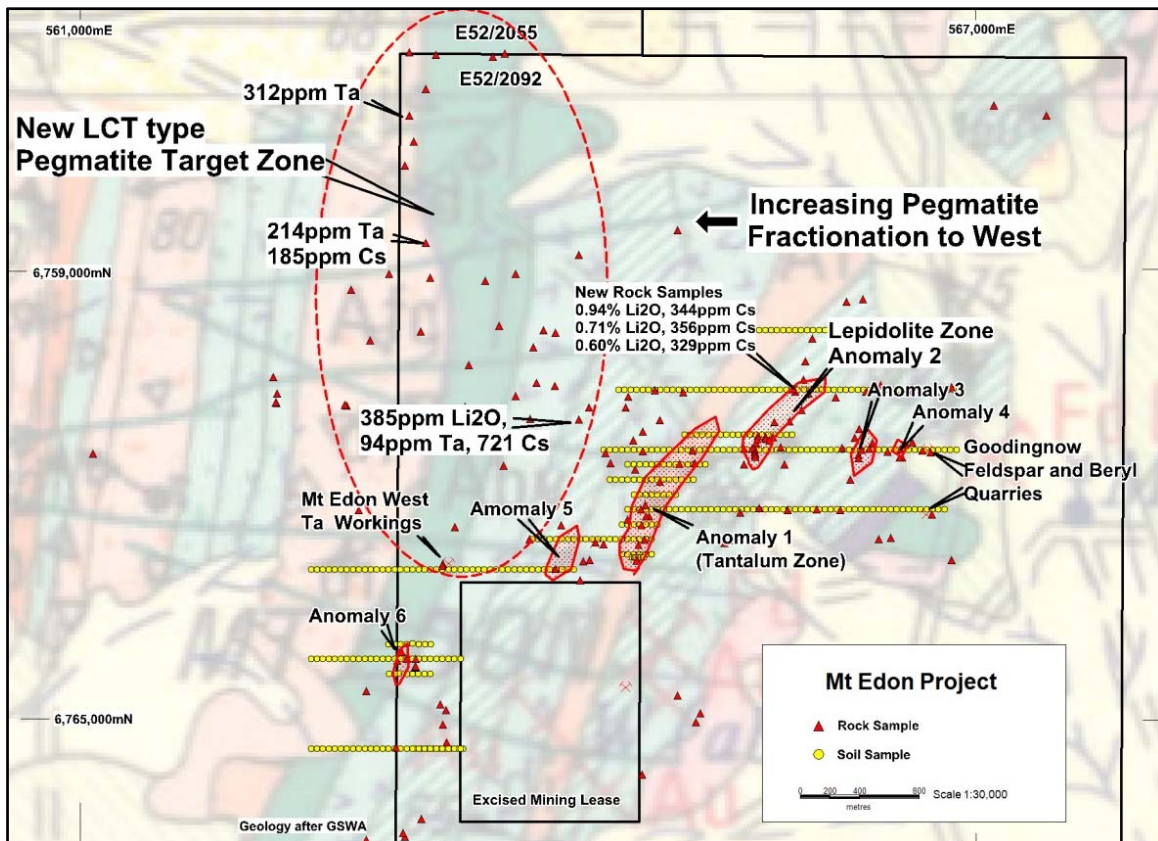 561,000mE
E52/2055
567,000mE
E52/2092
312ppm Ta
New LCT type
Pegmatite Target Zone
214ppm Ta
185ppm Cs
Increasing Pegmatite
Fractionation to West
6,759,000mN
New Rock Samples
0.94% Li2O, 344ppm Cs
0.71% Li2O, 356ppm Cs
0.60% Li2O, 329ppm Cs
Lepidolite Zone
Anomaly 2
Anomaly 3
Anomaly 4
385ppm Li2O,
94ppm Ta, 721 Cs
Goodingnow
Feldspar and Beryl
Quarries
Mt Edon West
Ta Workings
Amomaly 5
Anomaly 1
(Tantalum Zone)
Anomaly 6
6,765,000mN
Mt Edon Project
Rock Sample
Soil Sample
0 200 400 800
metres
Scale 1:30,000
Excised Mining Lease
Geology after GSWA
80